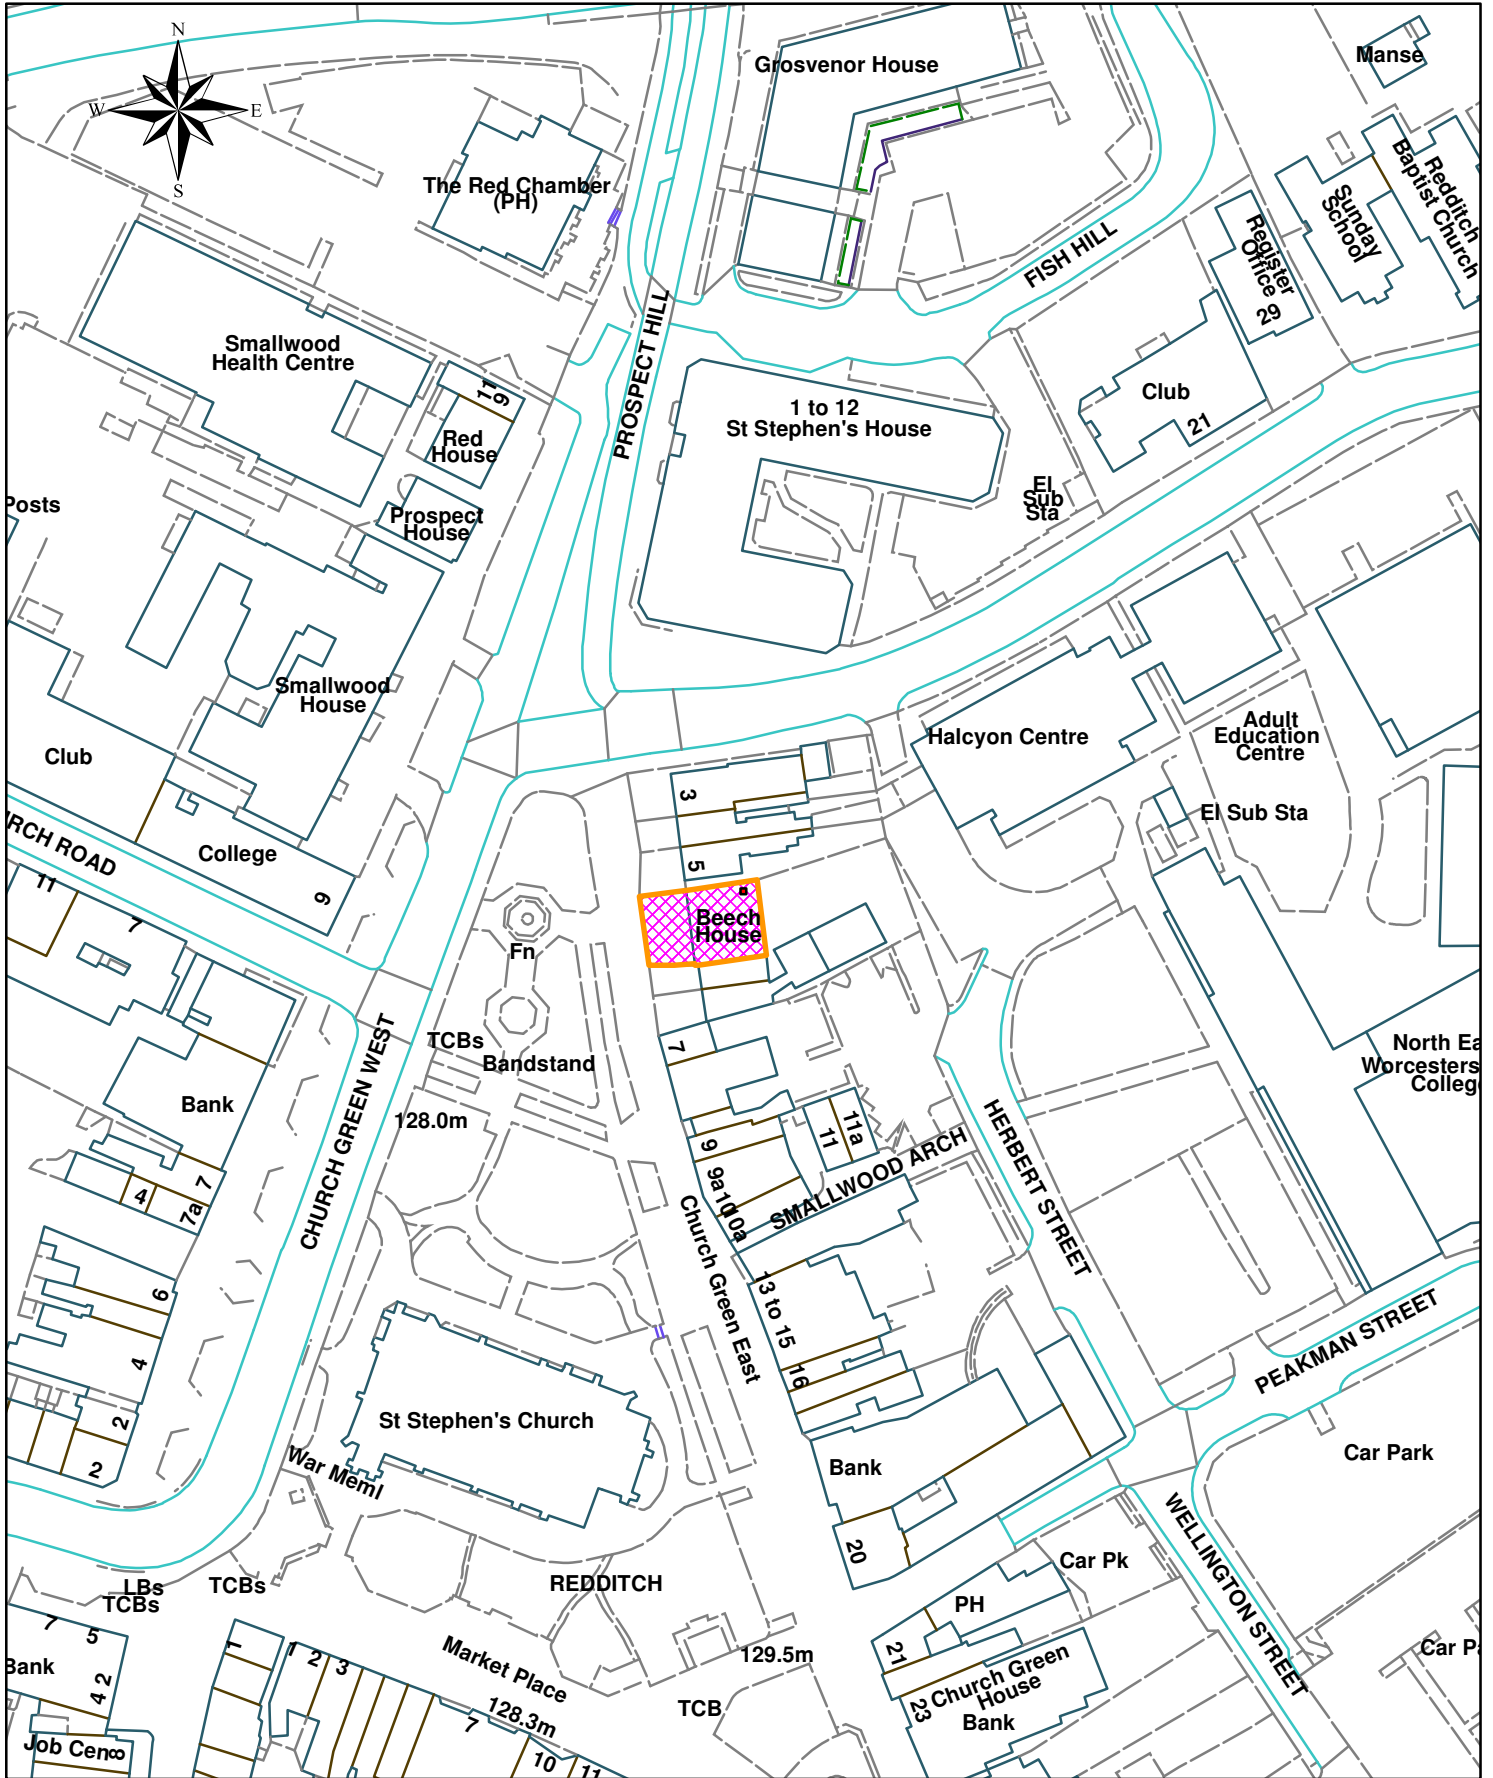 N
W
E
S
Grosvenor House
Manse
The Red Chamber
(PH)
Redditch
Baptist Church
Sunday
School
Register
Office
29
FISH HILL
PROSPECT HILL
Smallwood
Health Centre
11
9
Red
House
1 to 12
St Stephen's House
Club
21
El
Sub
Sta
Posts
Prospect
House
Smallwood
House
Club
Halcyon Centre
Adult
Education
Centre
El Sub Sta
3
5
College
9
RCH ROAD
11
7
Beech
House
Fn
TCBs
Bandstand
7
North Ea
Worcesters
Colleg
Bank
128.0m
CHURCH GREEN WEST
9
9a
10
10a
11
11a
SMALLWOOD ARCH
HERBERT STREET
4
7
7a
Church Green East
6
4
2
2
13 to 15
16
PEAKMAN STREET
St Stephen's Church
War Meml
Bank
20
Car Park
WELLINGTON STREET
Car Pk
LBs
TCBs
TCBs
REDDITCH
PH
21
23
Church Green
House
Bank
Car Pa
7
5
Bank
2
4
Job Cen
8
1
1
2
3
Market Place
128.3m
129.5m
TCB
7
10
11